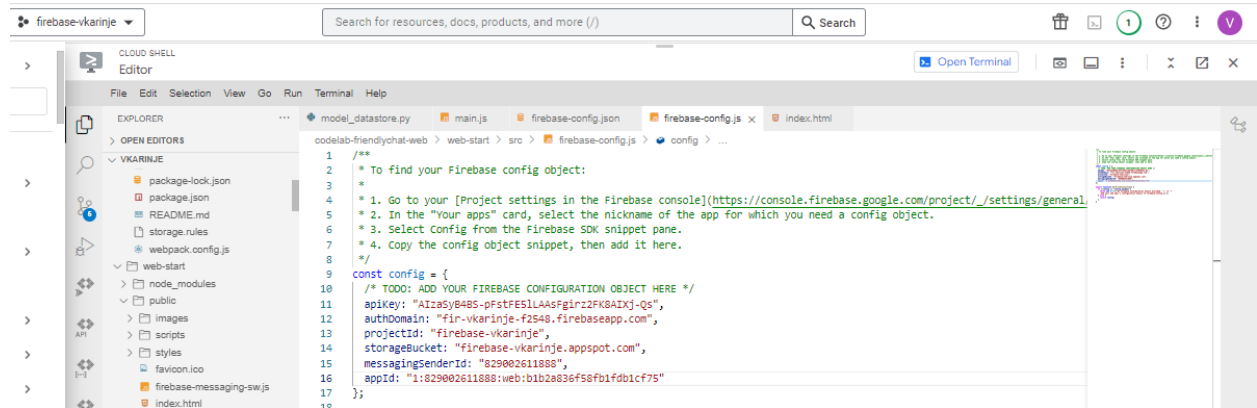 firebase-vkarinje
Search for resources, docs, products, and more (/)
Search
1
V
CLOUD SHELL
Editor
Open Terminal
File Edit Selection View Go Run Terminal Help
EXPLORER
model_datastore.py
main.js
firebase-config.json
firebase-config.js
index.html
OPEN EDITORS
codelab-friendlychat-web > web-start > src > firebase-config.js > config > ...
VKARINJE
package-lock.json
package.json
README.md
storage.rules
webpack.config.js
web-start
node_modules
public
images
scripts
styles
favicon.ico
firebase-messaging-sw.js
index.html
6
API
1 /**
2 * To find your Firebase config object:
3 *
4 * 1. Go to your [Project settings in the Firebase console](https://console.firebase.google.com/project/_/settings/general/
5 * 2. In the "Your apps" card, select the nickname of the app for which you need a config object.
6 * 3. Select Config from the Firebase SDK snippet pane.
7 * 4. Copy the config object snippet, then add it here.
8 */
9 const config = {
10 /* TODO: ADD YOUR FIREBASE CONFIGURATION OBJECT HERE */
11 apiKey: "AIzaSyB4BS-pFstFE5lLAAsFgirz2FK8AIXj-Qs",
12 authDomain: "fir-vkarinje-f2548.firebaseapp.com",
13 projectId: "firebase-vkarinje",
14 storageBucket: "firebase-vkarinje.appspot.com",
15 messagingSenderId: "829002611888",
16 appId: "1:829002611888:web:b1b2a836f58fb1fdb1cf75"
17 };
18